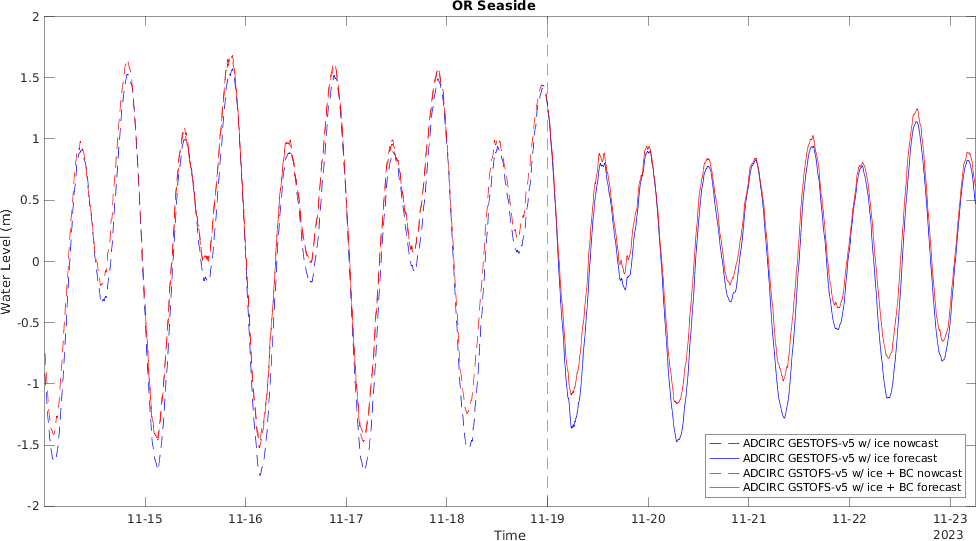 OR Seaside
2
1.5
1
0.5
0
-0.5
-1
-1.5
-2
Water Level (m)
11-15 11-16 11-17 11-18 11-19 11-20 11-21 11-22 11-23
Time
2023
ADCIRC GESTOFS-v5 w/ ice nowcast
ADCIRC GESTOFS-v5 w/ ice forecast
ADCIRC GSTOFS-v5 w/ ice + BC nowcast
ADCIRC GSTOFS-v5 w/ ice + BC forecast